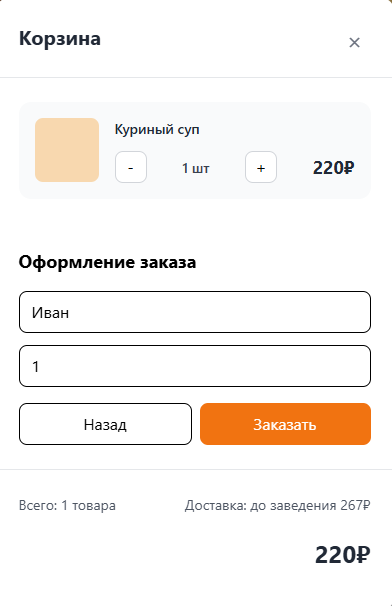 Корзина
×
Куриный суп
- 1 шт + 220₽
Оформление заказа
Иван
1
Назад Заказать
Всего: 1 товара Доставка: до заведения 267₽
220₽